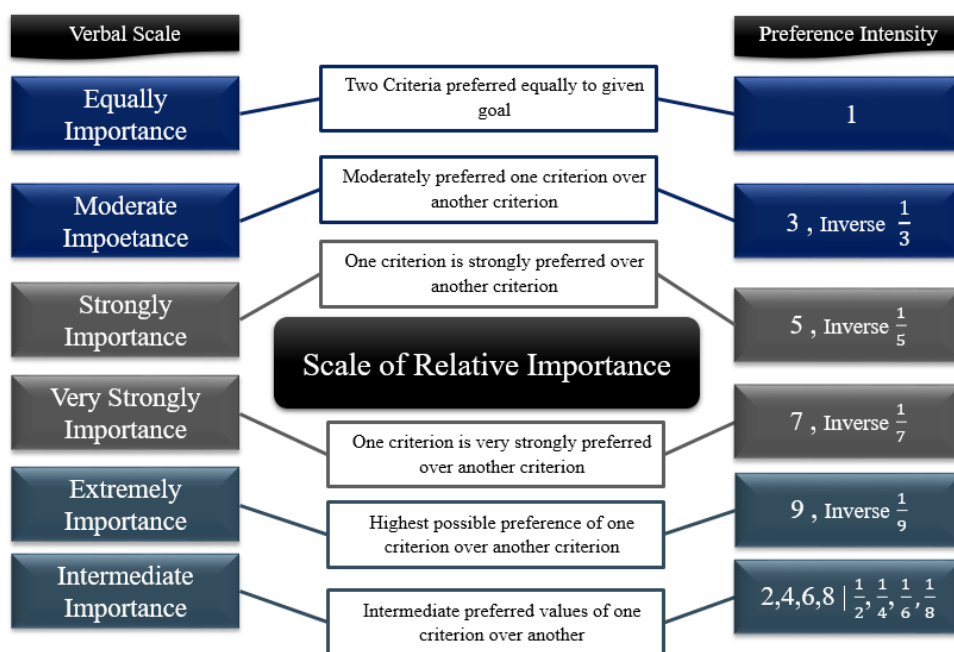 Verbal Scale
Preference Intensity
Equally
Importance
Two Criteria preferred equally to given
goal
1
Moderate
Impoetance
Moderately preferred one criterion over
another criterion
3 , Inverse 1/3
Strongly
Importance
One criterion is strongly preferred over
another criterion
5 , Inverse 1/5
Scale of Relative Importance
Very Strongly
Importance
One criterion is very strongly preferred
over another criterion
7 , Inverse 1/7
Extremely
Importance
Highest possible preference of one
criterion over another criterion
9 , Inverse 1/9
Intermediate
Importance
Intermediate preferred values of one
criterion over another
2,4,6,8 | 1/2, 1/4, 1/6, 1/8